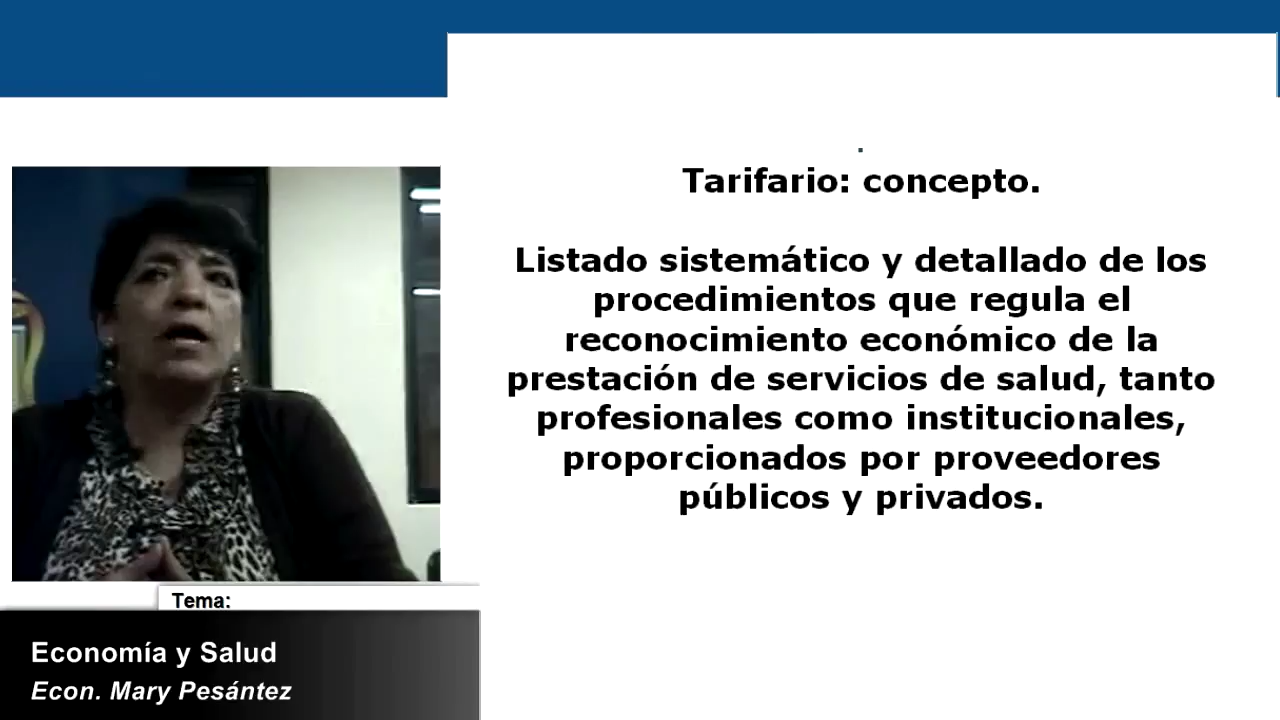 .
Tarifario: concepto.
Listado sistemático y detallado de los
procedimientos que regula el
reconocimiento económico de la
prestación de servicios de salud, tanto
profesionales como institucionales,
proporcionados por proveedores
públicos y privados.
Tema:
Economía y Salud
Econ. Mary Pesántez